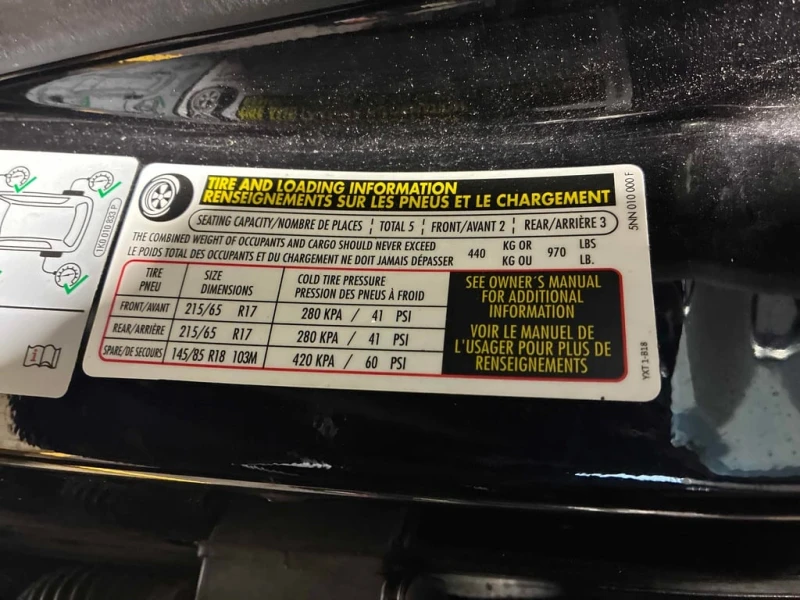 TIRE AND LOADING INFORMATION
RENSEIGNEMENTS SUR LES PNEUS ET LE CHARGEMENT
SEATING CAPACITY/NOMBRE DE PLACES TOTAL 5 FRONT/AVANT 2 REAR/ARRIÈRE 3
THE COMBINED WEIGHT OF OCCUPANTS AND CARGO SHOULD NEVER EXCEED 440 KG OR 970 LBS
LE POIDS TOTAL DES OCCUPANTS ET DU CHARGEMENT NE DOIT JAMAIS DÉPASSER KG OU LB.
TIRE SIZE COLD TIRE PRESSURE
PNEU DIMENSIONS PRESSION DES PNEUS À FROID
FRONT/AVANT 215/65 R17 280 KPA / 41 PSI
REAR/ARRIÈRE 215/65 R17 280 KPA / 41 PSI
SPARE/DE SECOURS 145/85 R18 103M 420 KPA / 60 PSI
SEE OWNER'S MANUAL
FOR ADDITIONAL
INFORMATION
VOIR LE MANUEL DE
L'USAGER POUR PLUS DE
RENSEIGNEMENTS
5NN 010 000 F
YXT 1-B18
1K0 010 883 P